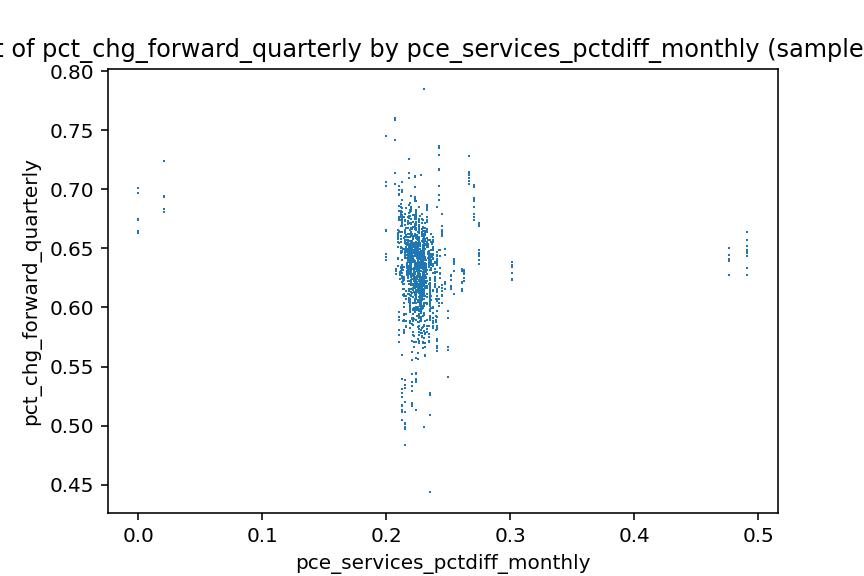 of pct_chg_forward_quarterly by pce_services_pctdiff_monthly (sample
0.80
0.75
0.70
0.65
0.60
0.55
0.50
0.45
pct_chg_forward_quarterly
0.0 0.1 0.2 0.3 0.4 0.5
pce_services_pctdiff_monthly